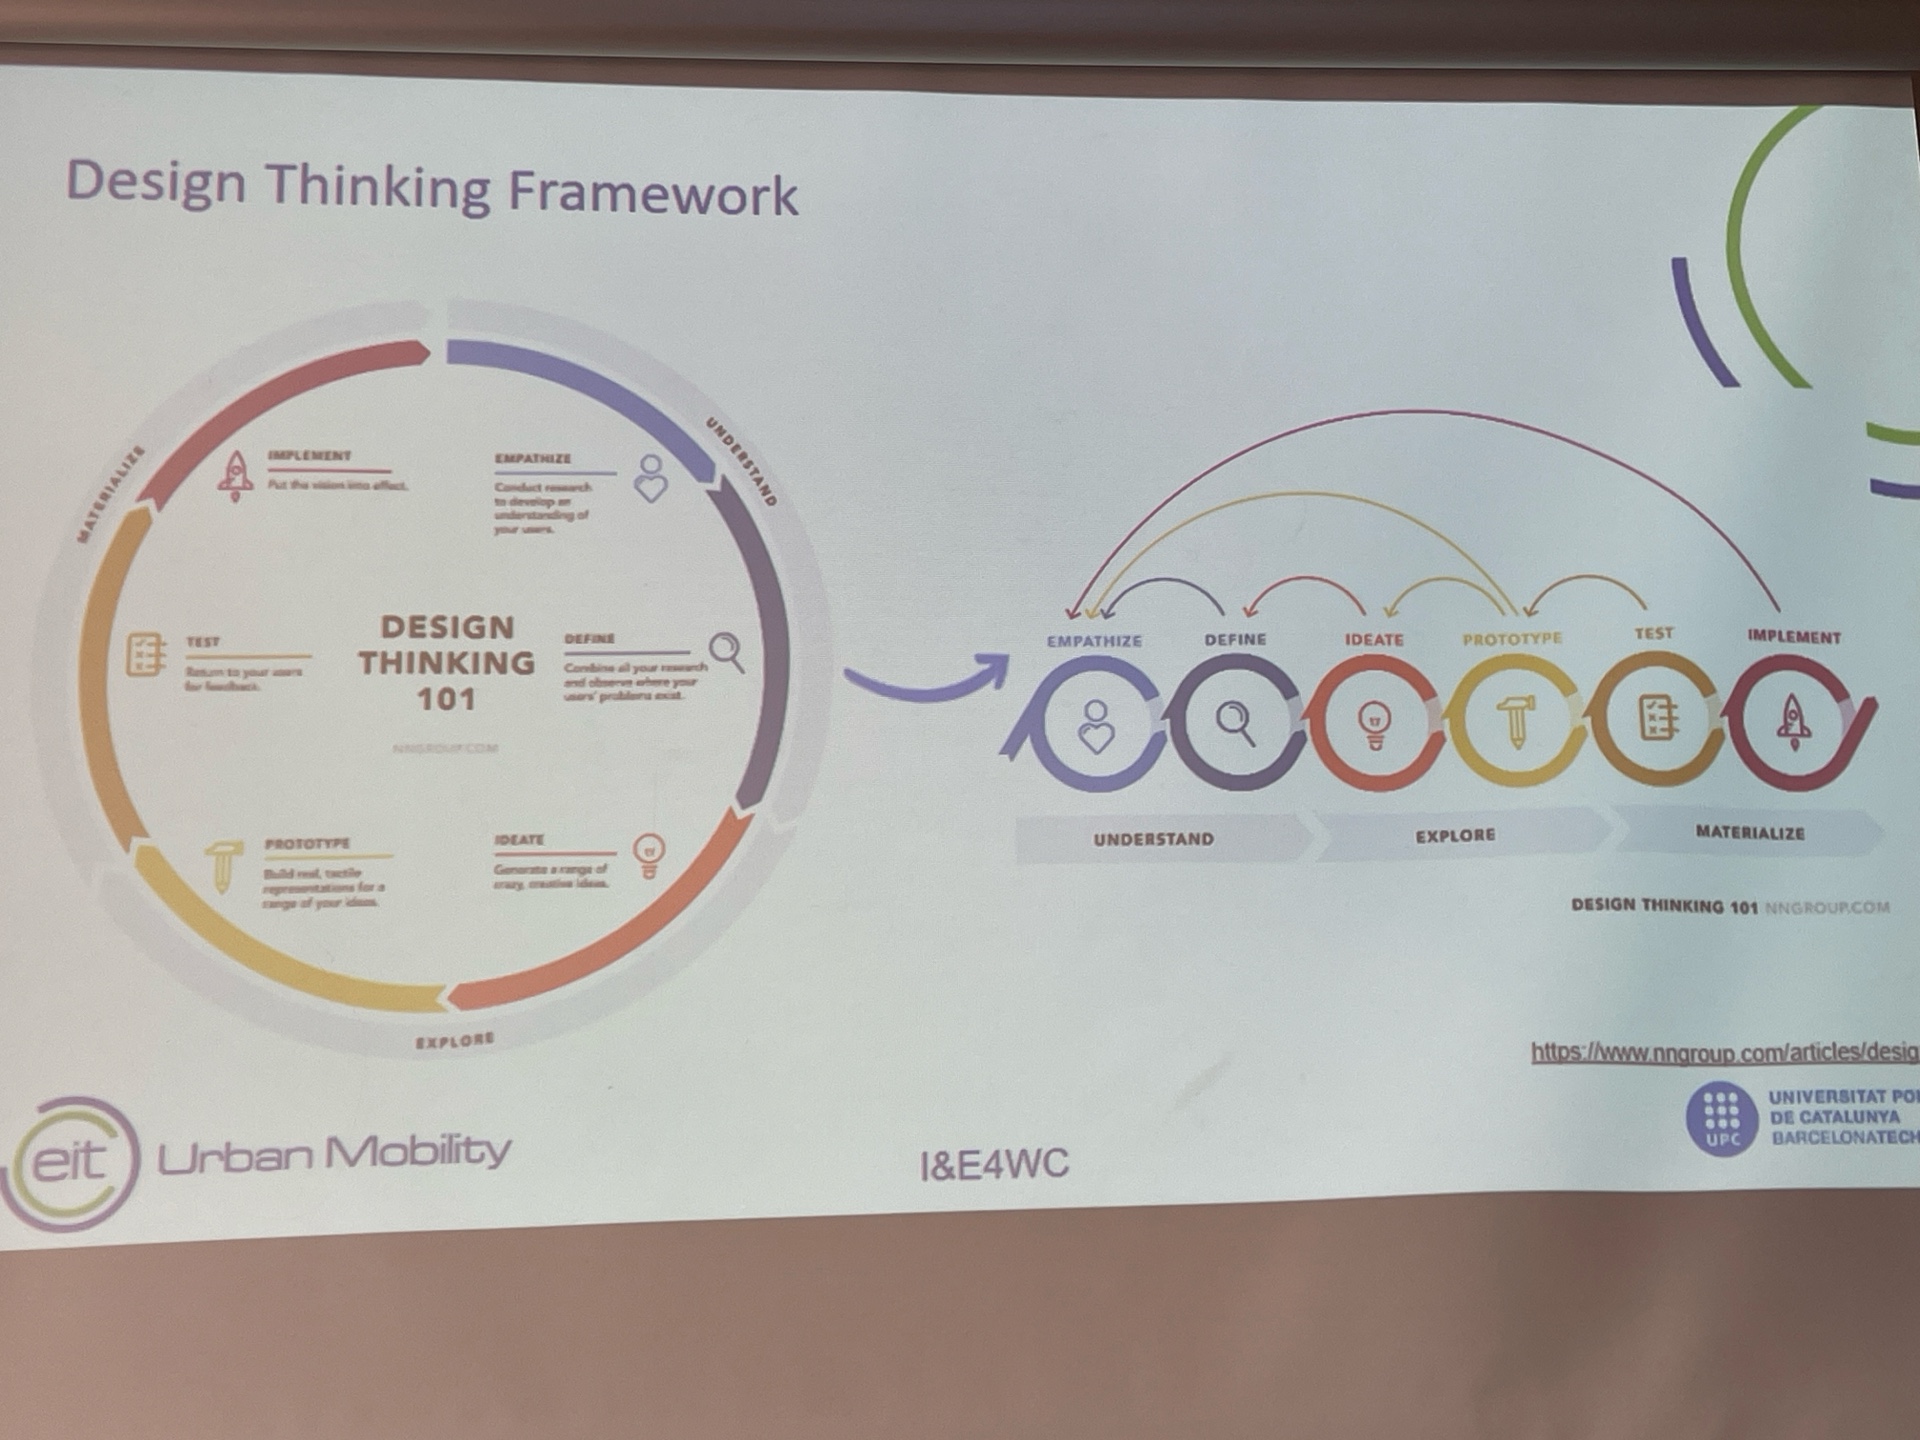 Design Thinking Framework
MATERIALIZE
UNDERSTAND
IMPLEMENT
Put the vision into effect.
EMPATHIZE
Conduct research
to develop an
understanding of
your users.
TEST
Return to your users
for feedback.
DESIGN
THINKING
101
NNGROUP.COM
DEFINE
Combine all your research
and observe where your
users' problems exist.
PROTOTYPE
Build real, tactile
representations for a
range of your ideas.
IDEATE
Generate a range of
crazy, creative ideas.
EXPLORE
EMPATHIZE
DEFINE
IDEATE
PROTOTYPE
TEST
IMPLEMENT
UNDERSTAND
EXPLORE
MATERIALIZE
DESIGN THINKING 101 NNGROUP.COM
https://www.nngroup.com/articles/desig
eit Urban Mobility
I&E4WC
UPC
UNIVERSITAT POL
DE CATALUNYA
BARCELONATECH